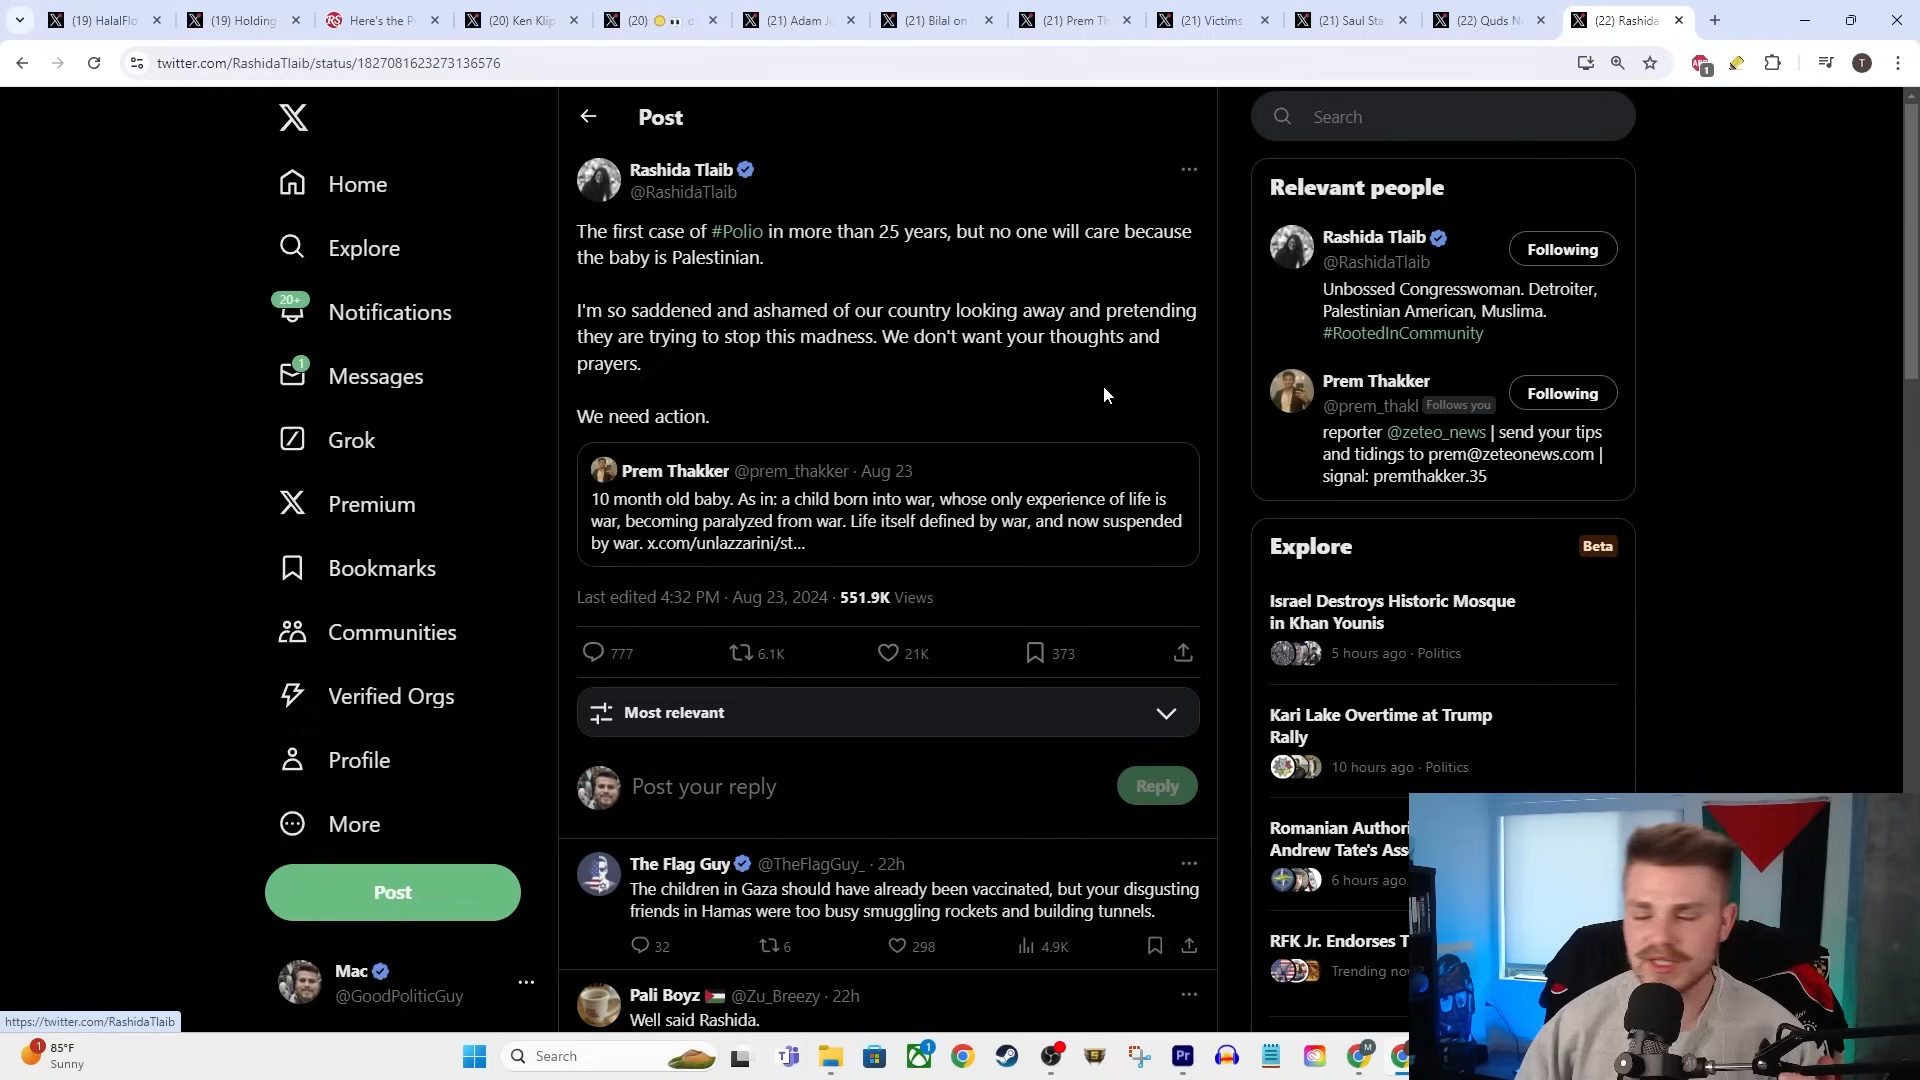 (19) HalalFlo
(19) Holding
Here's the P
(20) Ken Klip
(20)
(21) Adam J
(21) Bilal on
(21) Prem Th
(21) Victims
(21) Saul Sta
(22) Quds N
(22) Rashida
twitter.com/RashidaTlaib/status/1827081623273136576
ABP
1
T
Home
Explore
20+
Notifications
1
Messages
Grok
Premium
Bookmarks
Communities
Verified Orgs
Profile
More
Post
Mac
@GoodPoliticGuy
https://twitter.com/RashidaTlaib
Post
Rashida Tlaib
@RashidaTlaib
The first case of #Polio in more than 25 years, but no one will care because
the baby is Palestinian.
I'm so saddened and ashamed of our country looking away and pretending
they are trying to stop this madness. We don't want your thoughts and
prayers.
We need action.
Prem Thakker @prem_thakker · Aug 23
10 month old baby. As in: a child born into war, whose only experience of life is
war, becoming paralyzed from war. Life itself defined by war, and now suspended
by war. x.com/unlazzarini/st...
Last edited 4:32 PM · Aug 23, 2024 · 551.9K Views
777 6.1K 21K 373
Most relevant
Post your reply
Reply
The Flag Guy @TheFlagGuy_ · 22h
The children in Gaza should have already been vaccinated, but your disgusting
friends in Hamas were too busy smuggling rockets and building tunnels.
32 6 298 4.9K
Pali Boyz @Zu_Breezy · 22h
Well said Rashida.
Search
Relevant people
Rashida Tlaib
Following
@RashidaTlaib
Unbossed Congresswoman. Detroiter,
Palestinian American, Muslima.
#RootedInCommunity
Prem Thakker
Following
@prem_thakl Follows you
reporter @zeteo_news | send your tips
and tidings to prem@zeteonews.com |
signal: premthakker.35
Explore
Beta
Israel Destroys Historic Mosque
in Khan Younis
5 hours ago · Politics
Kari Lake Overtime at Trump
Rally
10 hours ago · Politics
Romanian Authori
Andrew Tate's Ass
6 hours ago
RFK Jr. Endorses T
Trending now
1
85°F
Sunny
Search
1
Pr
M